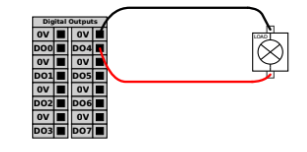 Digital Outputs
0V 0V
DO0 DO4
0V 0V
DO1 DO5
0V 0V
DO2 DO6
0V 0V
DO3 DO7
LOAD